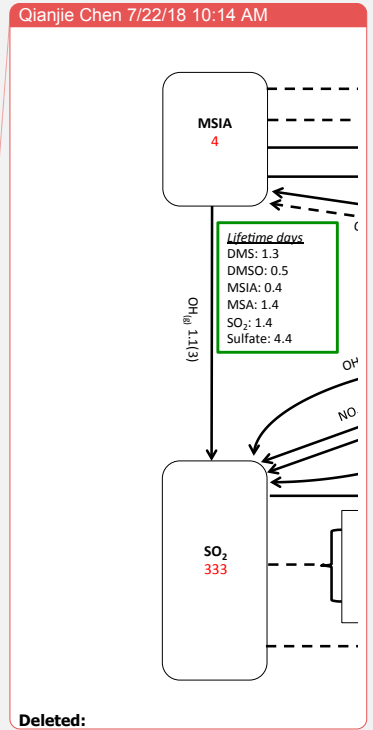 Qianjie Chen 7/22/18 10:14 AM
MSIA
4
Lifetime days
DMS: 1.3
DMSO: 0.5
MSIA: 0.4
MSA: 1.4
SO₂: 1.4
Sulfate: 4.4
OH(g) 1.1(3)
OH
NO
SO₂
333
Deleted: